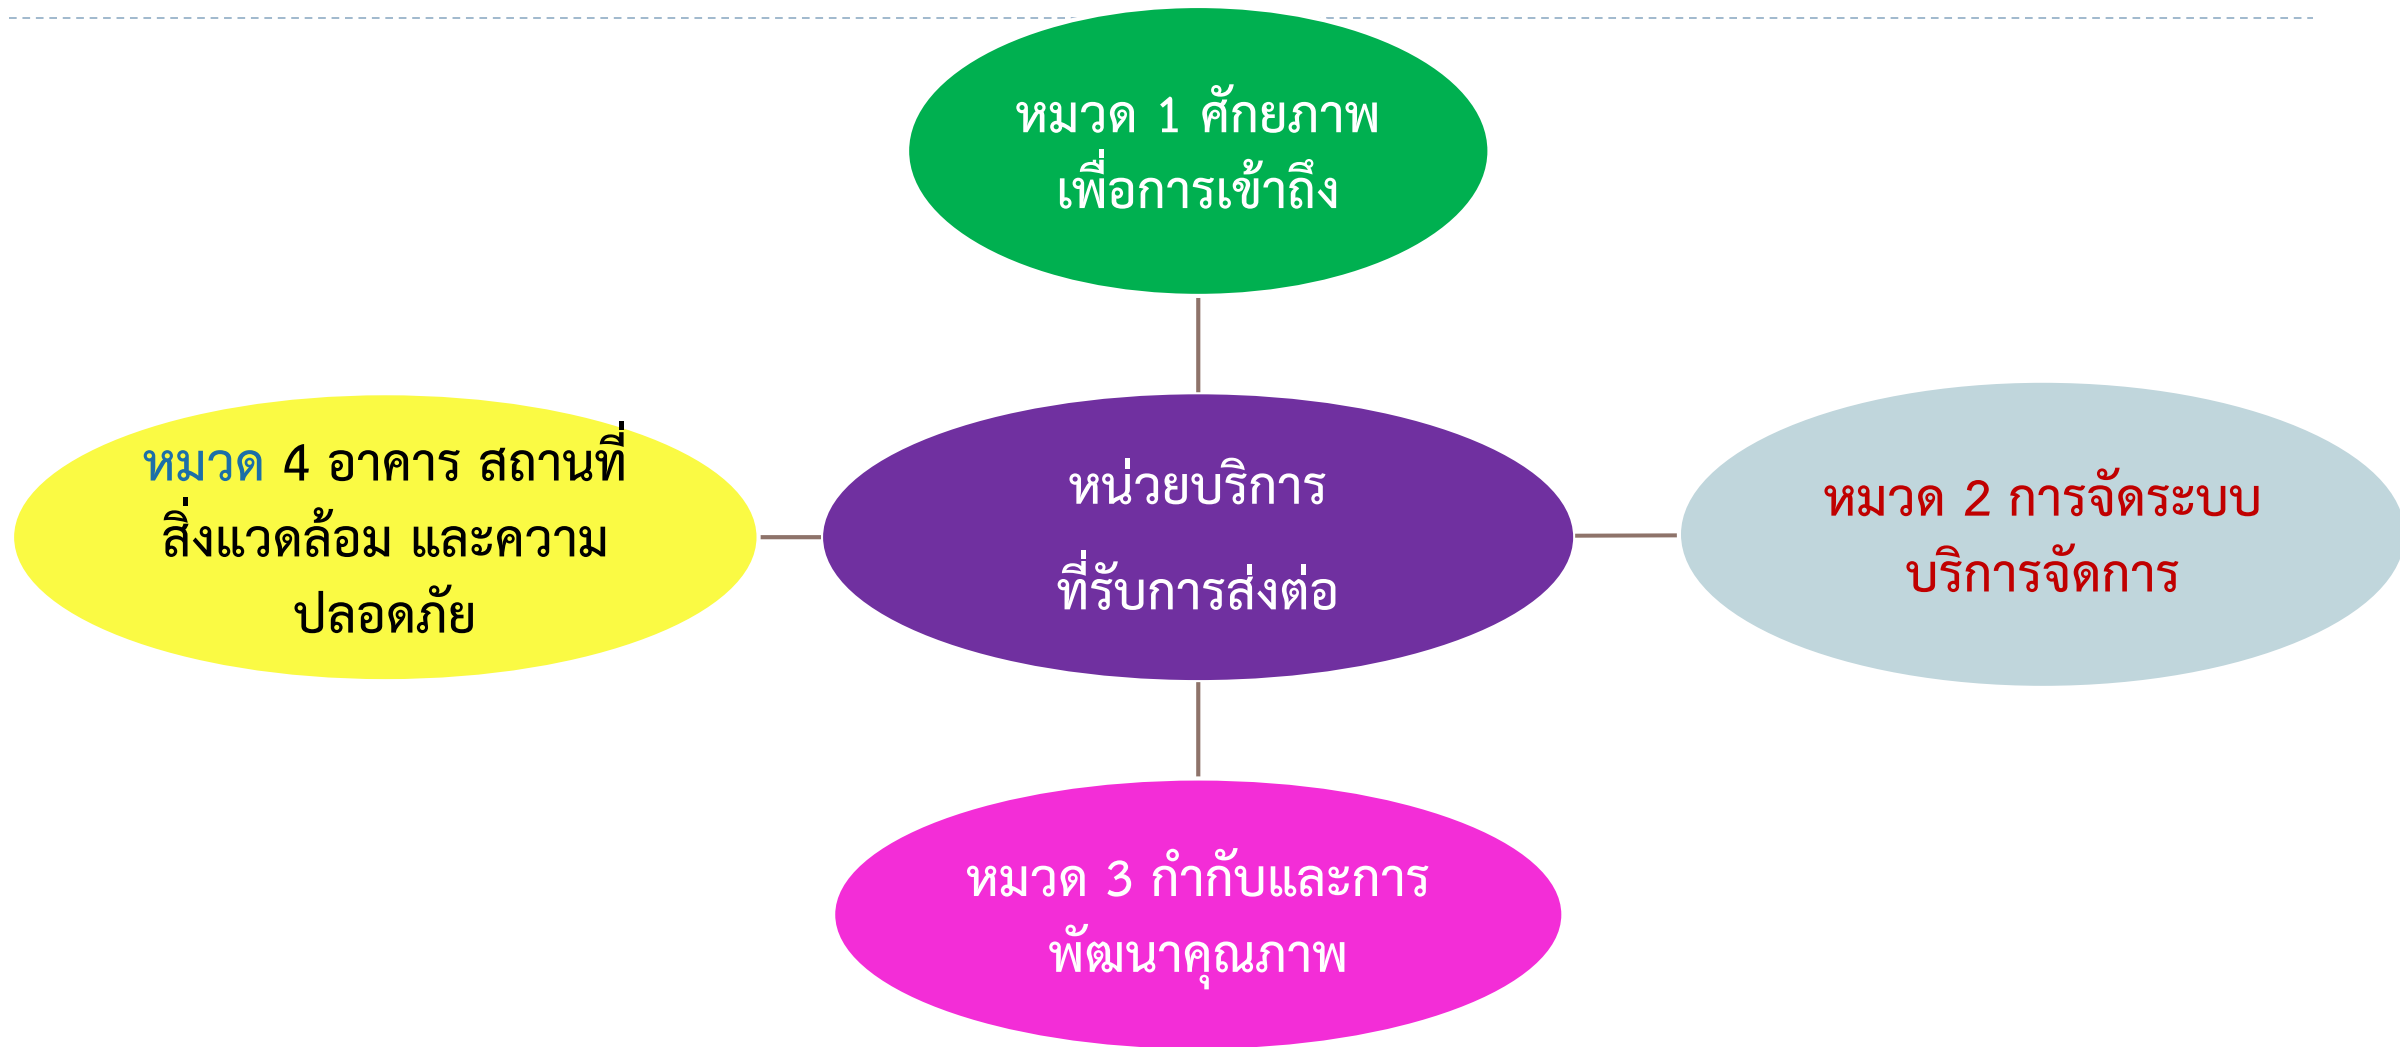 หมวด 1 ศักยภาพ
เพื่อการเข้าถึง
หมวด 4 อาคาร สถานที่
สิ่งแวดล้อม และความ
ปลอดภัย
หน่วยบริการ
ที่รับการส่งต่อ
หมวด 2 การจัดระบบ
บริการจัดการ
หมวด 3 กำกับและการ
พัฒนาคุณภาพ